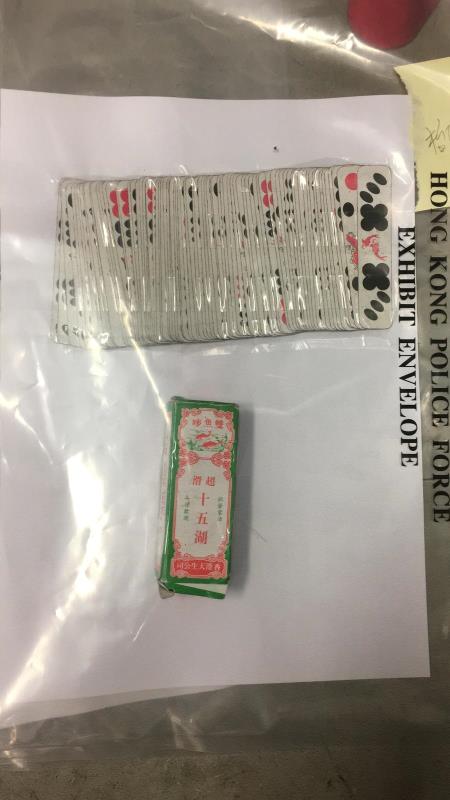 HONG KONG POLICE FORCE
EXHIBIT ENVELOPE
雙魚嘜
超滑
十五湖
香港大生公司